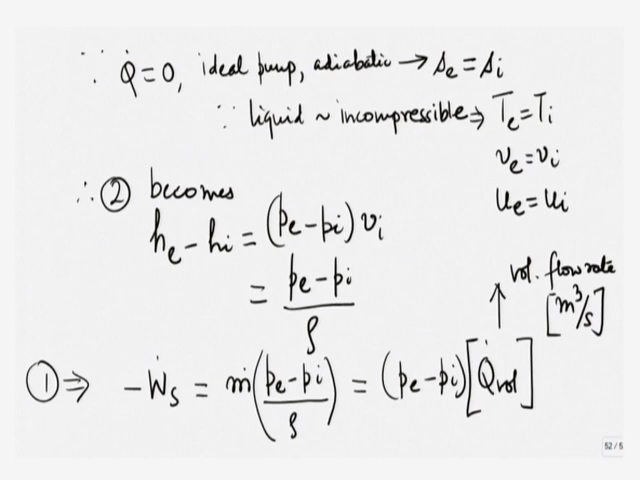 ∵ Q̇=0, ideal pump, adiabatic → s_e = s_i
∵ liquid ~ incompressible ⇒ T_e = T_i
v_e = v_i
u_e = u_i
∴ ② becomes
h_e - h_i = (p_e - p_i) v_i
= (p_e - p_i)/ρ
vol. flow rate
[m³/s]
① ⇒ -Ẇ_s = ṁ((p_e - p_i)/ρ) = (p_e - p_i)[Q̇_vol]
52 / 5